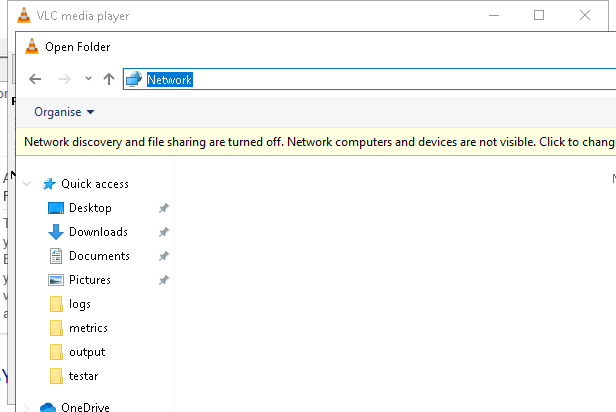 VLC media player
Open Folder
Network
Organise
Network discovery and file sharing are turned off. Network computers and devices are not visible. Click to change
Quick access
Desktop
Downloads
Documents
Pictures
logs
metrics
output
testar
OneDrive